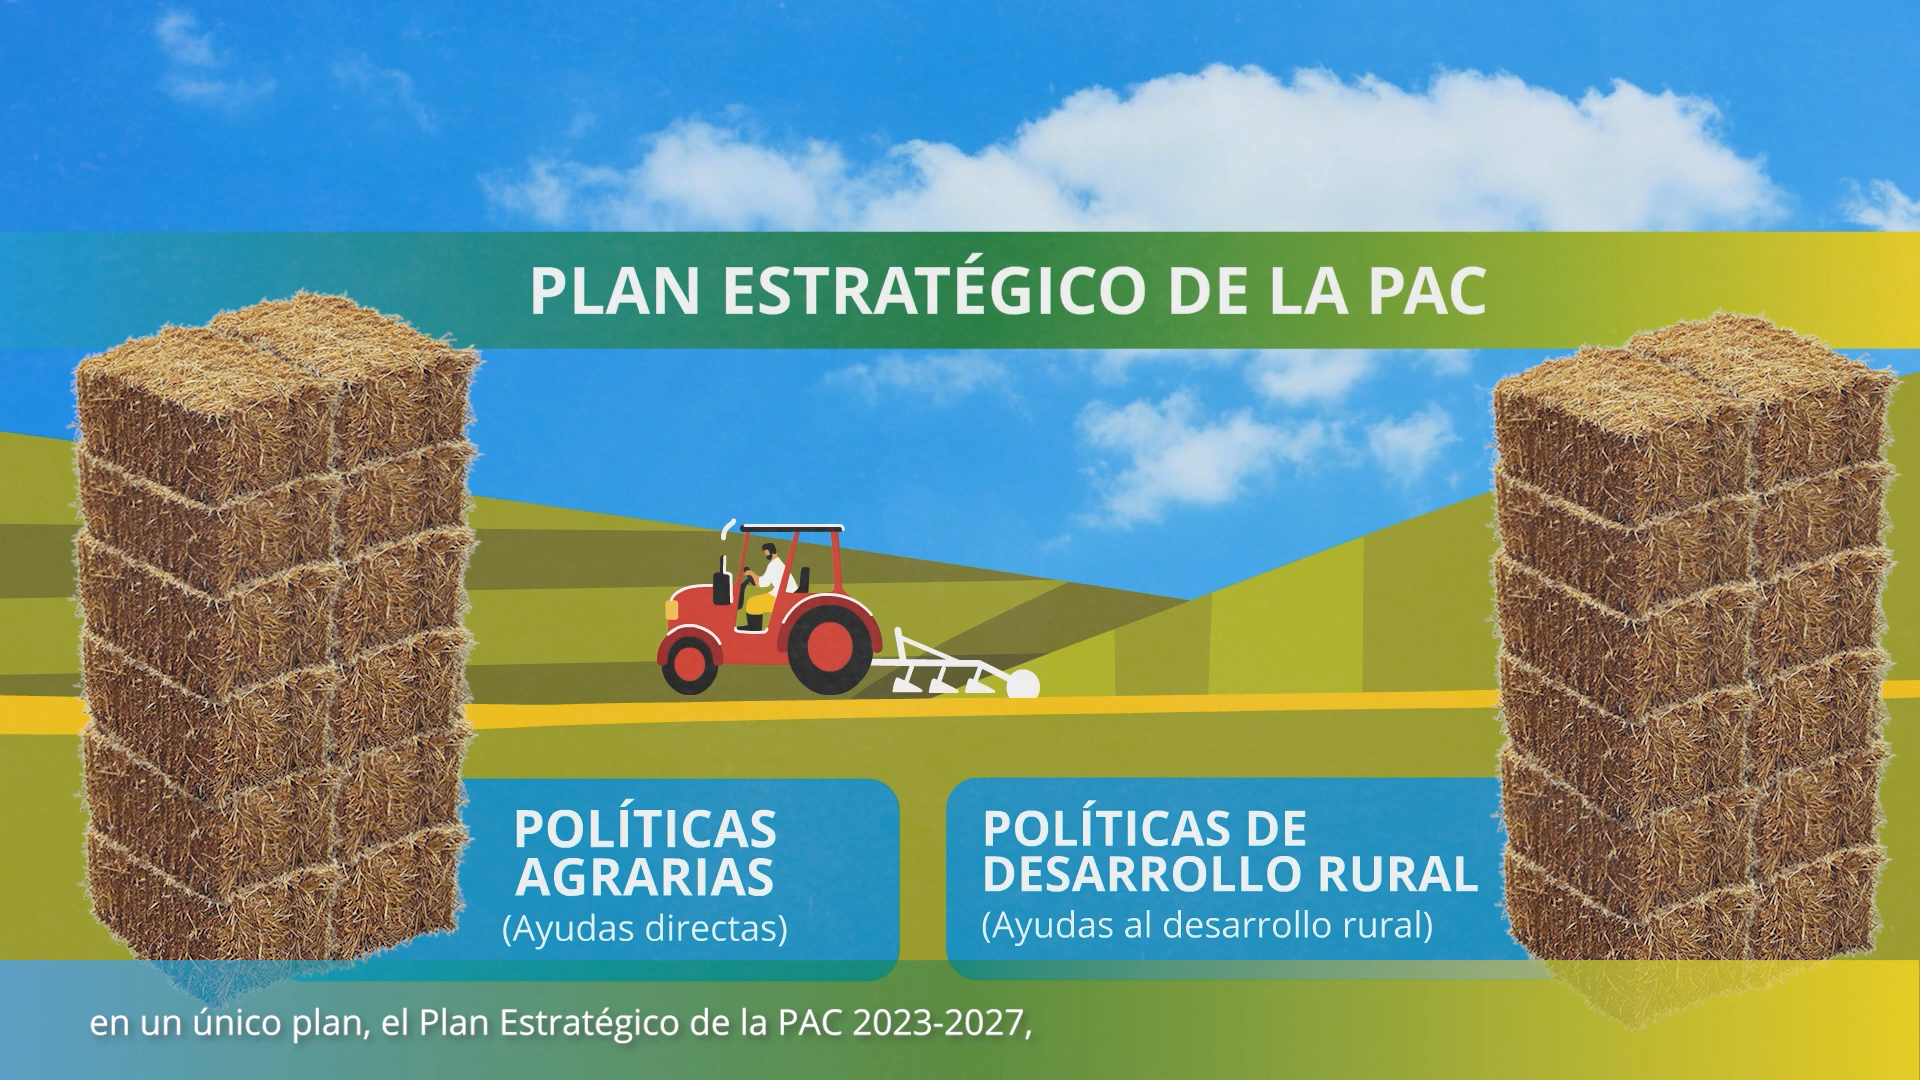 PLAN ESTRATÉGICO DE LA PAC
POLÍTICAS
AGRARIAS
(Ayudas directas)
POLÍTICAS DE
DESARROLLO RURAL
(Ayudas al desarrollo rural)
en un único plan, el Plan Estratégico de la PAC 2023-2027,